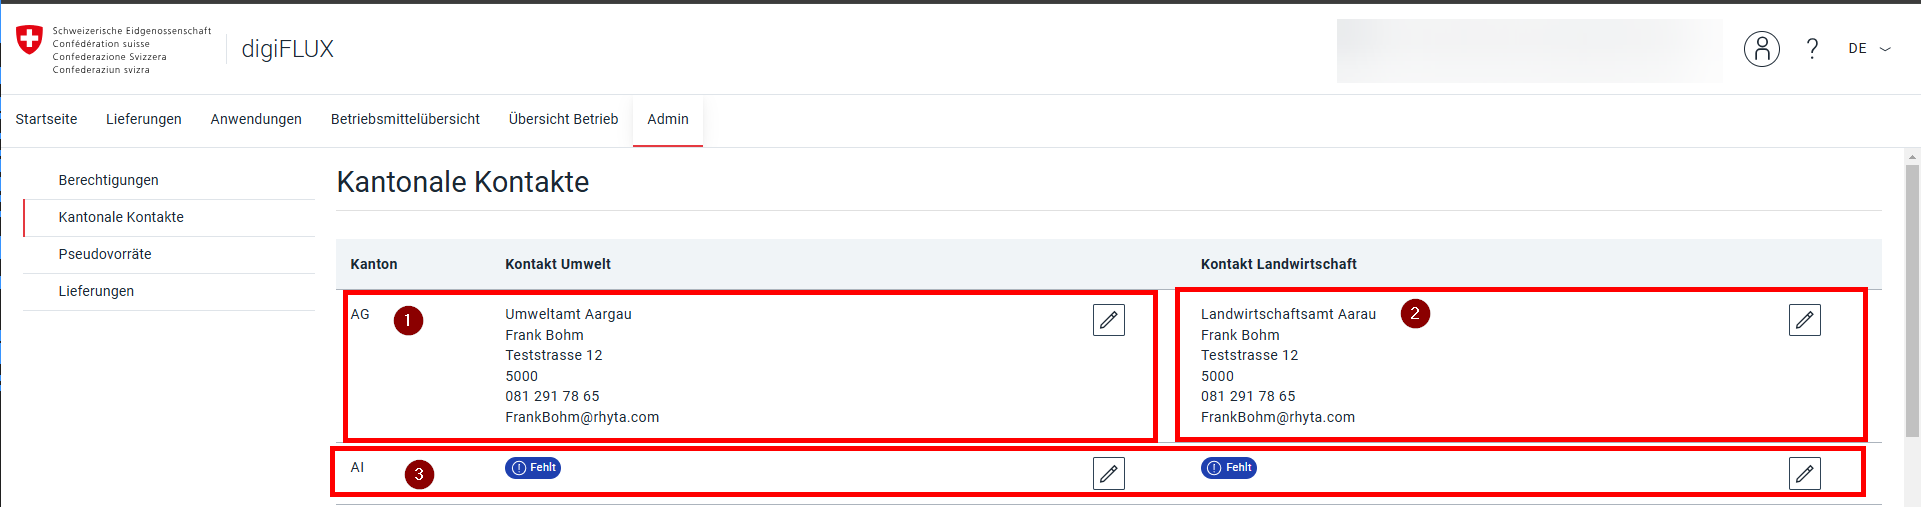 Schweizerische Eidgenossenschaft
Confédération suisse
Confederazione Svizzera
Confederaziun svizra
digiFLUX
?
DE
Startseite Lieferungen Anwendungen Betriebsmittelübersicht Übersicht Betrieb Admin
Berechtigungen
Kantonale Kontakte
Pseudovorräte
Lieferungen
Kantonale Kontakte
Kanton Kontakt Umwelt Kontakt Landwirtschaft
AG 1
Umweltamt Aargau
Frank Bohm
Teststrasse 12
5000
081 291 78 65
FrankBohm@rhyta.com
Landwirtschaftsamt Aarau 2
Frank Bohm
Teststrasse 12
5000
081 291 78 65
FrankBohm@rhyta.com
AI 3 Fehlt Fehlt